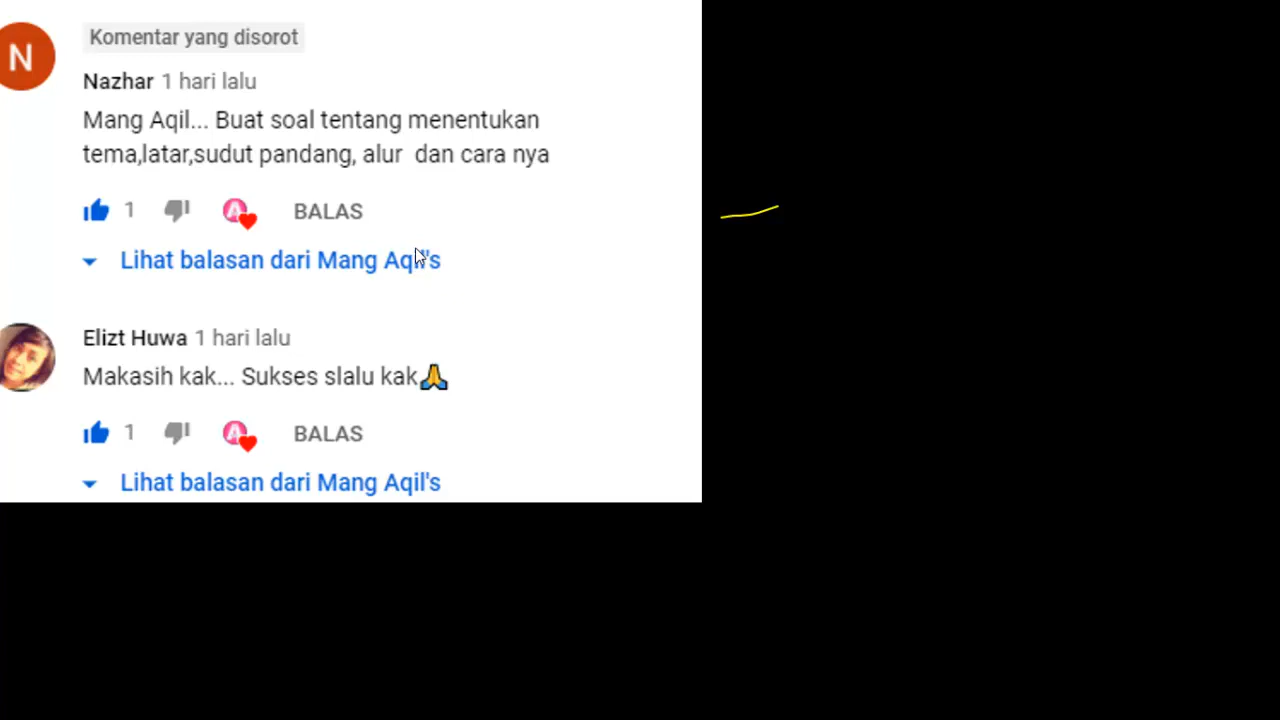 N
Komentar yang disorot
Nazhar 1 hari lalu
Mang Aqil... Buat soal tentang menentukan
tema,latar,sudut pandang, alur dan cara nya
1 A BALAS
Lihat balasan dari Mang Aqil's
Elizt Huwa 1 hari lalu
Makasih kak... Sukses slalu kak🙏
1 A BALAS
Lihat balasan dari Mang Aqil's